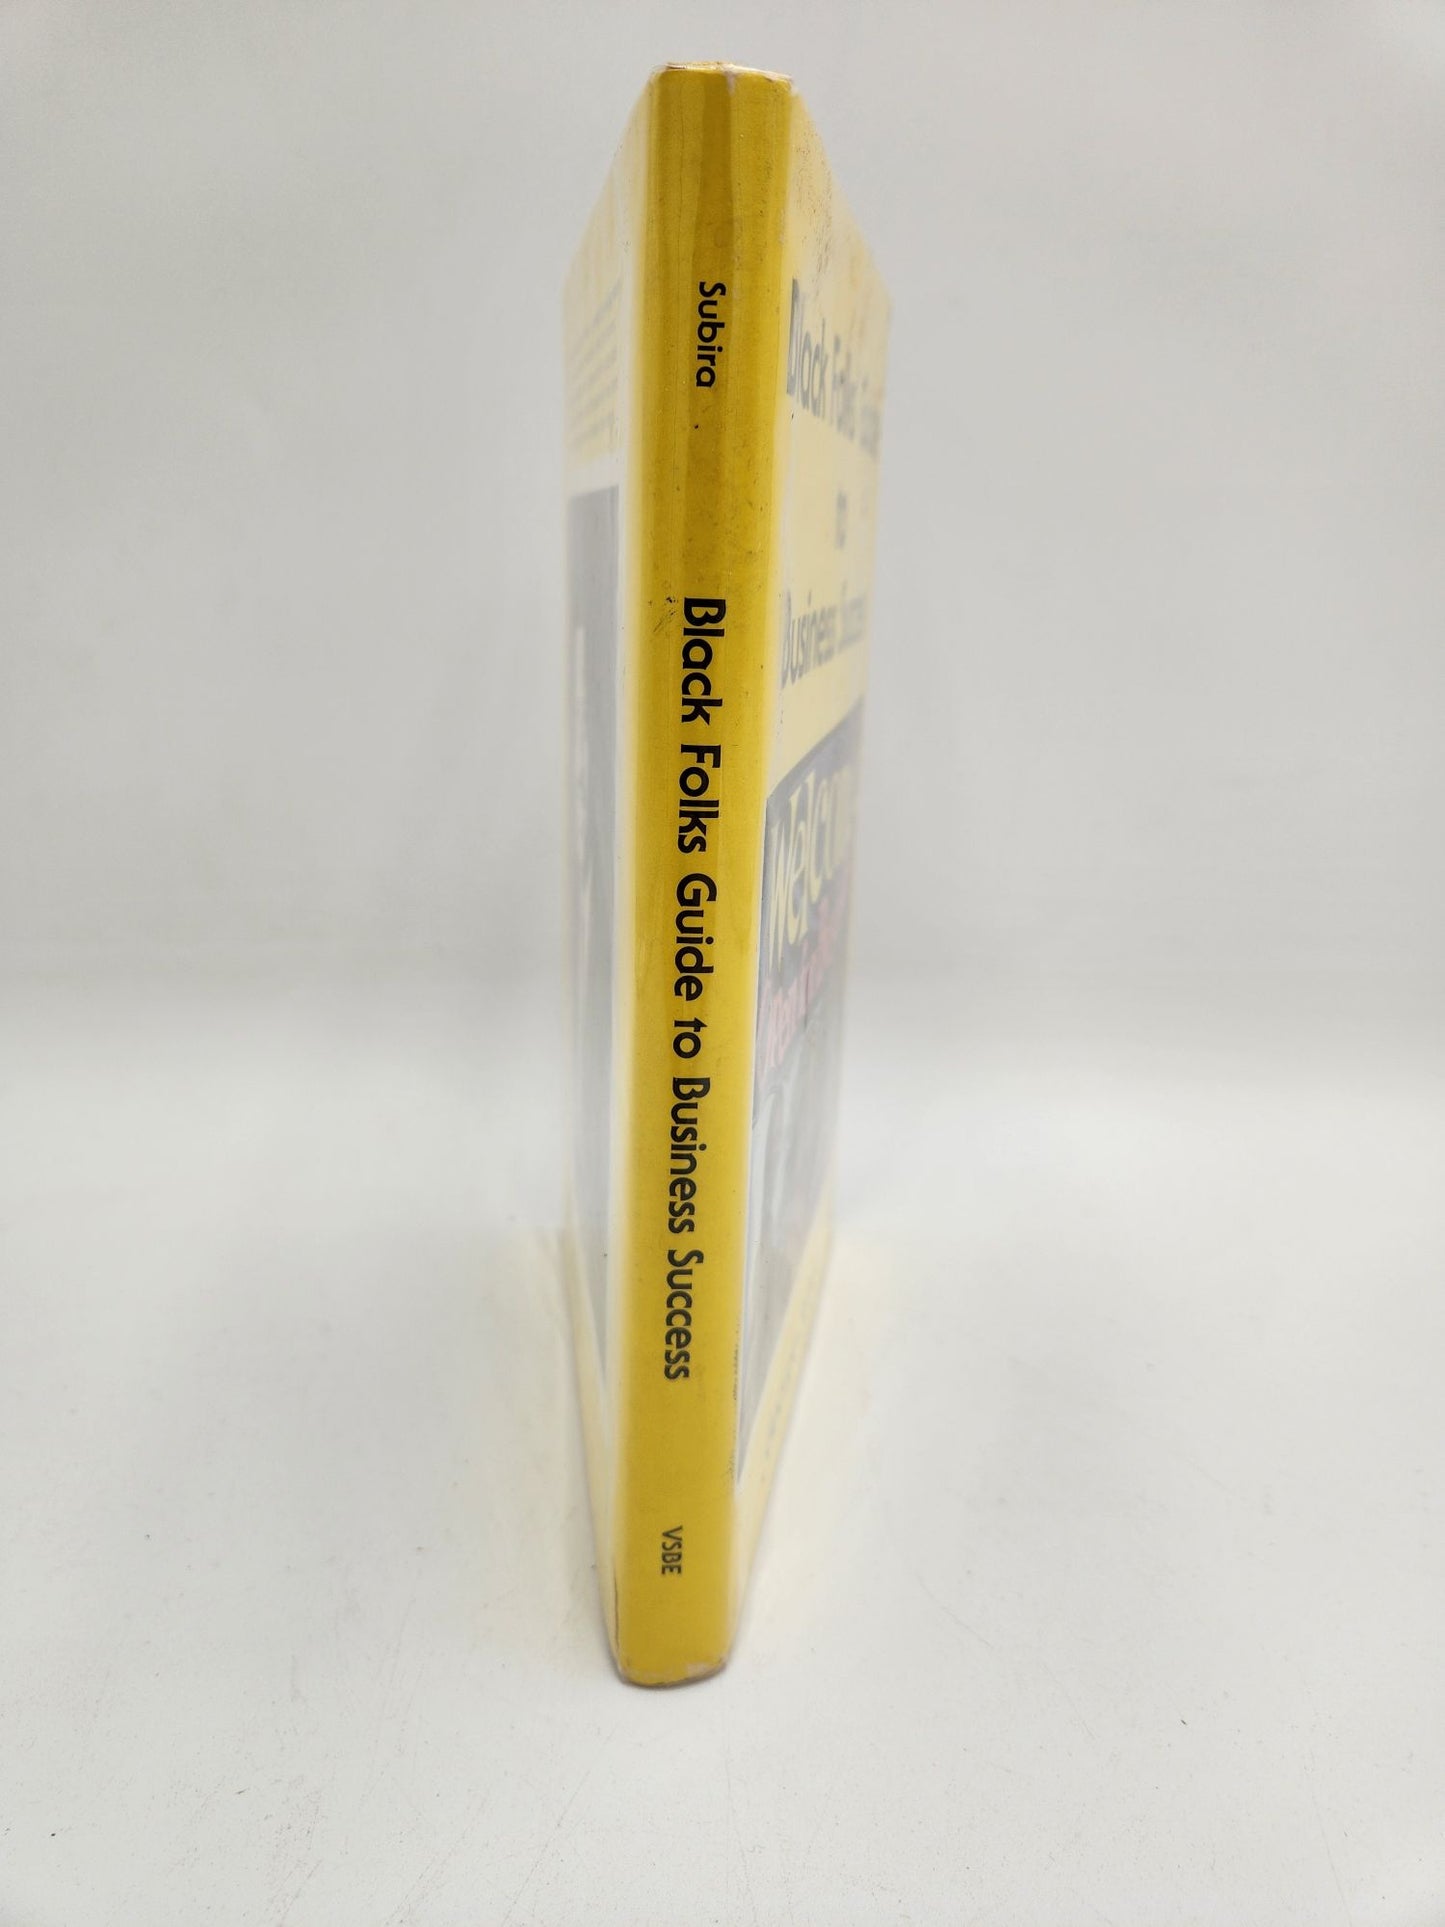 Subira
Black Folks Guide to Business Success
VSBE
Black Folks Guide
to
Business Success